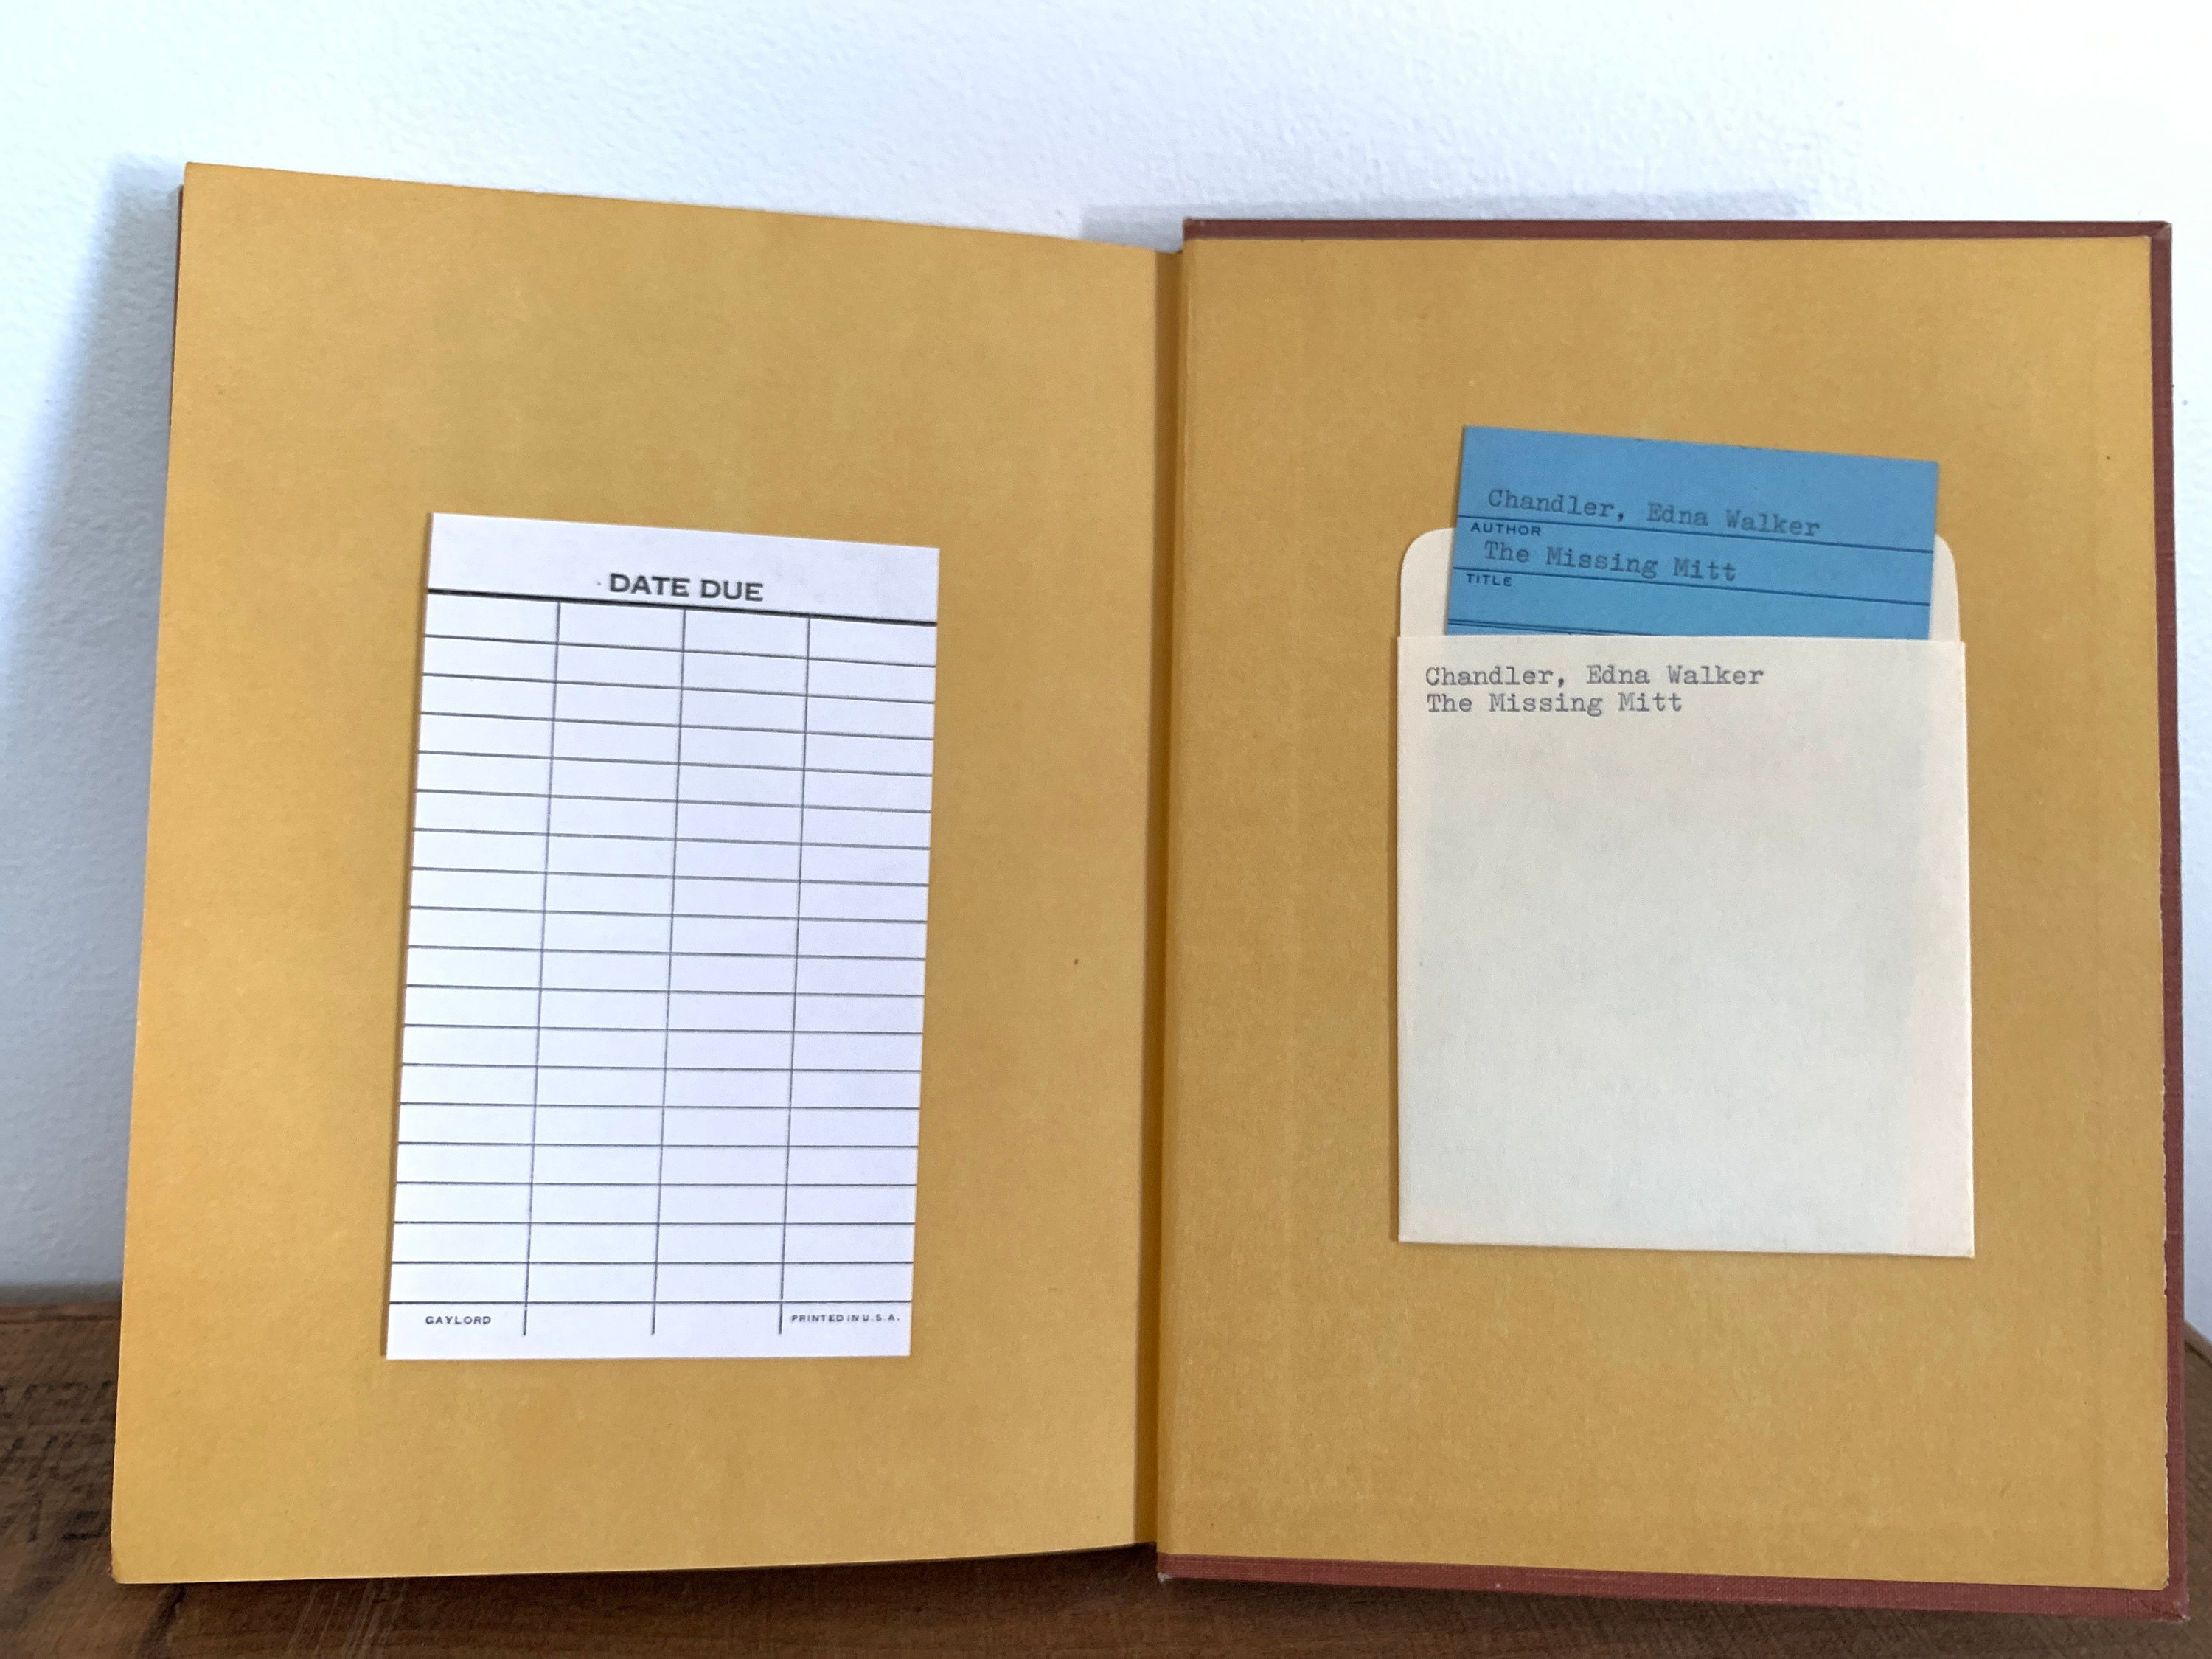 DATE DUE
GAYLORD
PRINTED IN U.S.A.
Chandler, Edna Walker
AUTHOR
The Missing Mitt
TITLE
Chandler, Edna Walker
The Missing Mitt